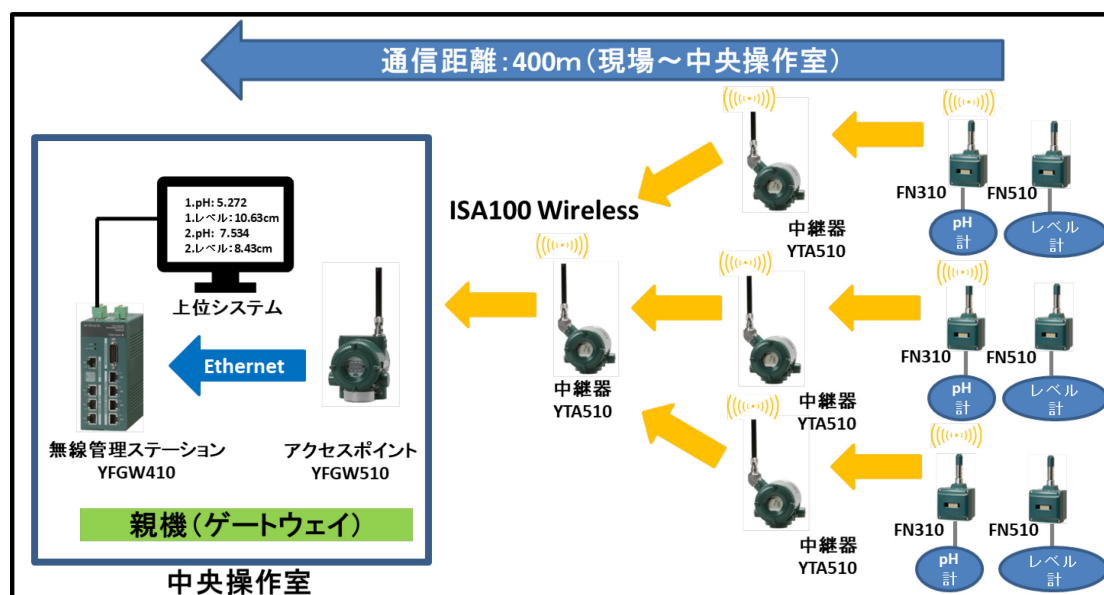 通信距離：400m（現場～中央操作室）
1.pH: 5.272
1.レベル：10.63cm
2.pH: 7.534
2.レベル：8.43cm
上位システム
Ethernet
無線管理ステーション
YFGW410
アクセスポイント
YFGW510
親機（ゲートウェイ）
中央操作室
ISA100 Wireless
中継器
YTA510
中継器
YTA510
中継器
YTA510
中継器
YTA510
FN310
FN510
pH
計
レベル
計
FN310
FN510
pH
計
レベル
計
FN310
FN510
pH
計
レベル
計